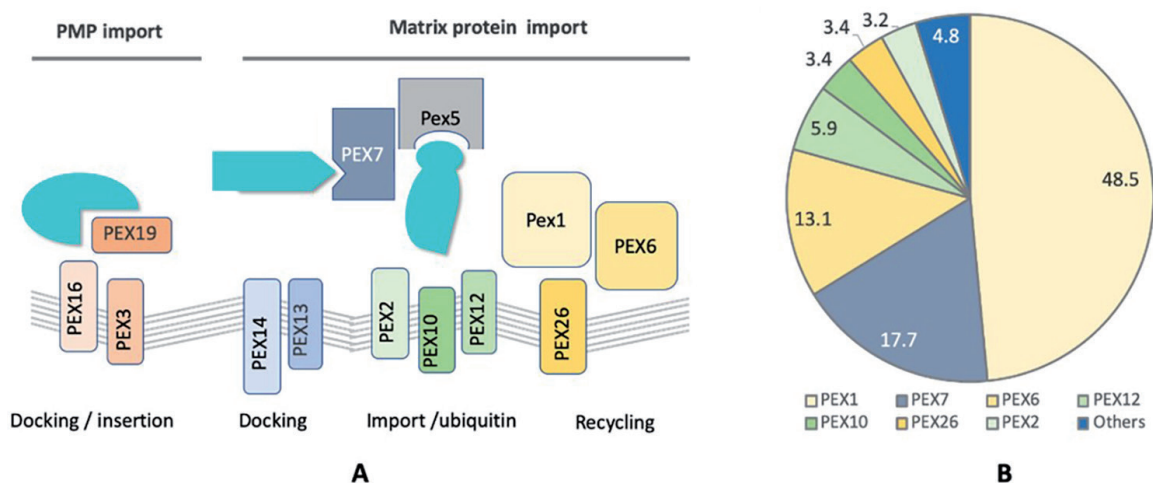 PMP import
Matrix protein import
PEX7
Pex5
PEX19
Pex1
PEX6
PEX16
PEX3
PEX14
PEX13
PEX2
PEX10
PEX12
PEX26
Docking / insertion
Docking
Import /ubiquitin
Recycling
A
3.2
3.4
3.4
4.8
5.9
48.5
13.1
17.7
PEX1
PEX7
PEX6
PEX12
PEX10
PEX26
PEX2
Others
B